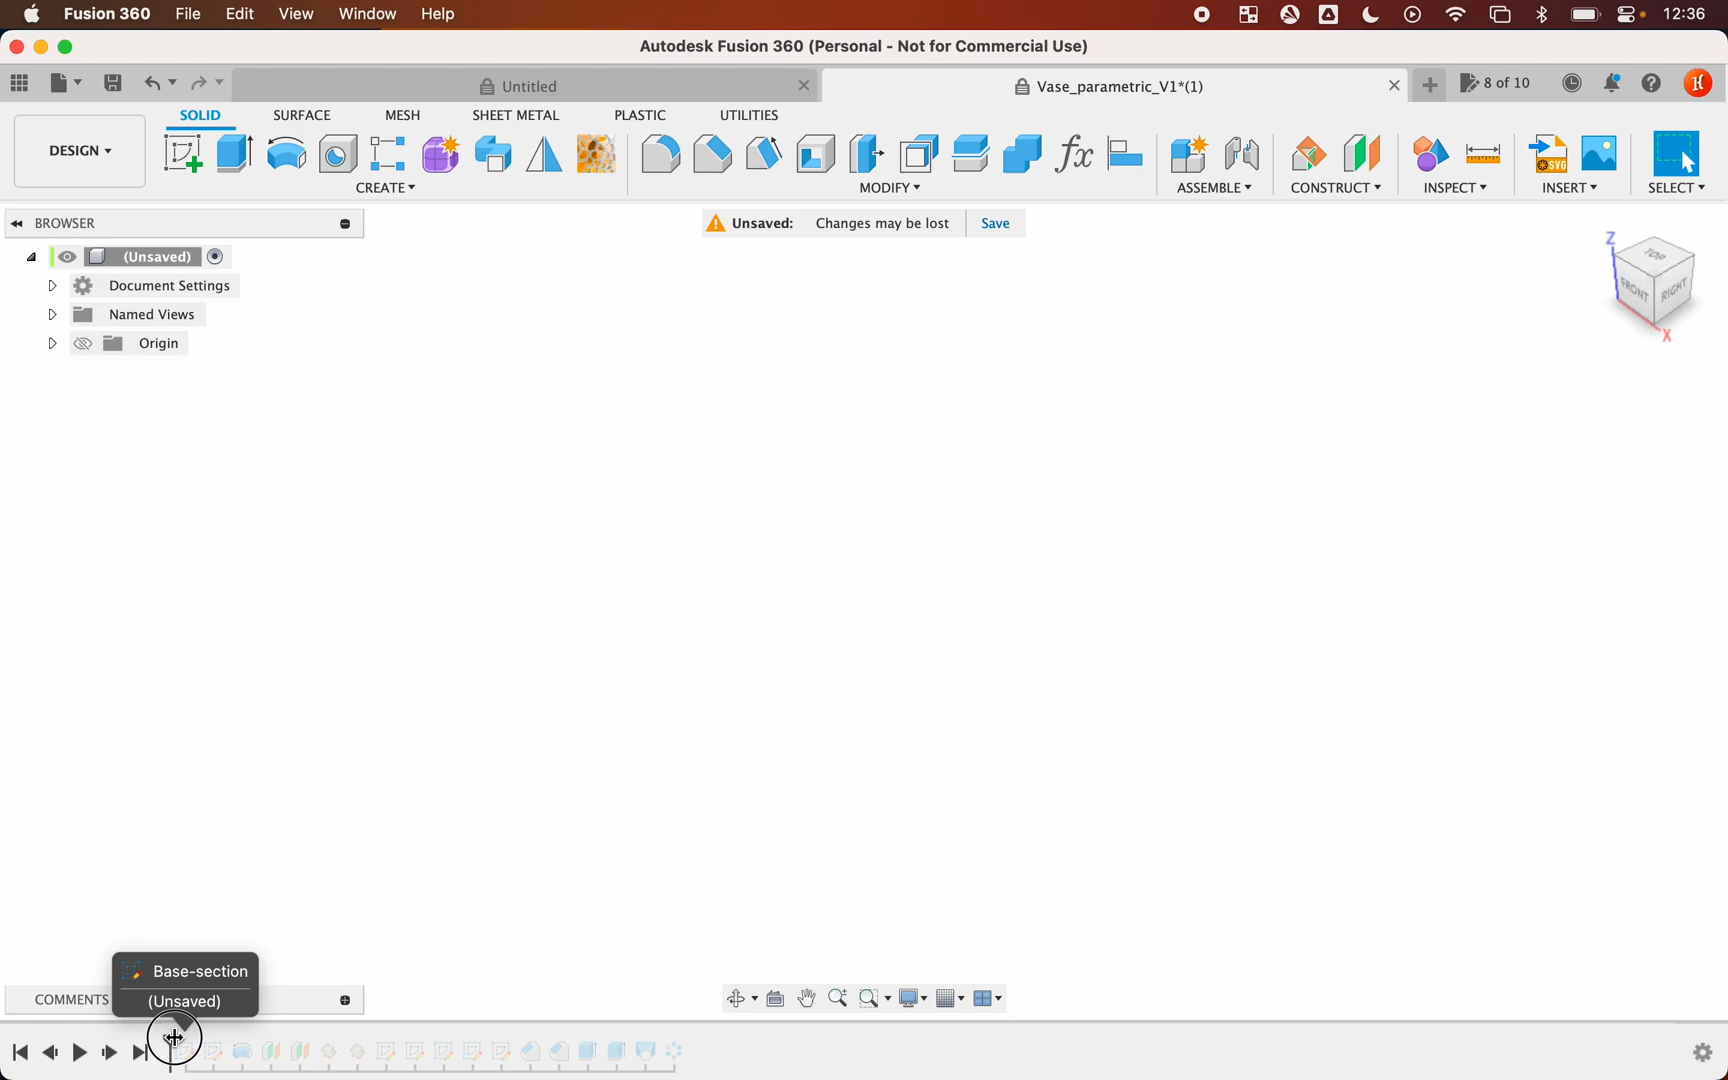 Fusion 360 File Edit View Window Help 12:36
Autodesk Fusion 360 (Personal - Not for Commercial Use)
Untitled Vase_parametric_V1*(1) 8 of 10
SOLID SURFACE MESH SHEET METAL PLASTIC UTILITIES
DESIGN
CREATE MODIFY ASSEMBLE CONSTRUCT INSPECT INSERT SELECT
BROWSER
Unsaved: Changes may be lost Save
(Unsaved)
Document Settings
Named Views
Origin
Z
TOP
FRONT RIGHT
X
Base-section
(Unsaved)
COMMENTS